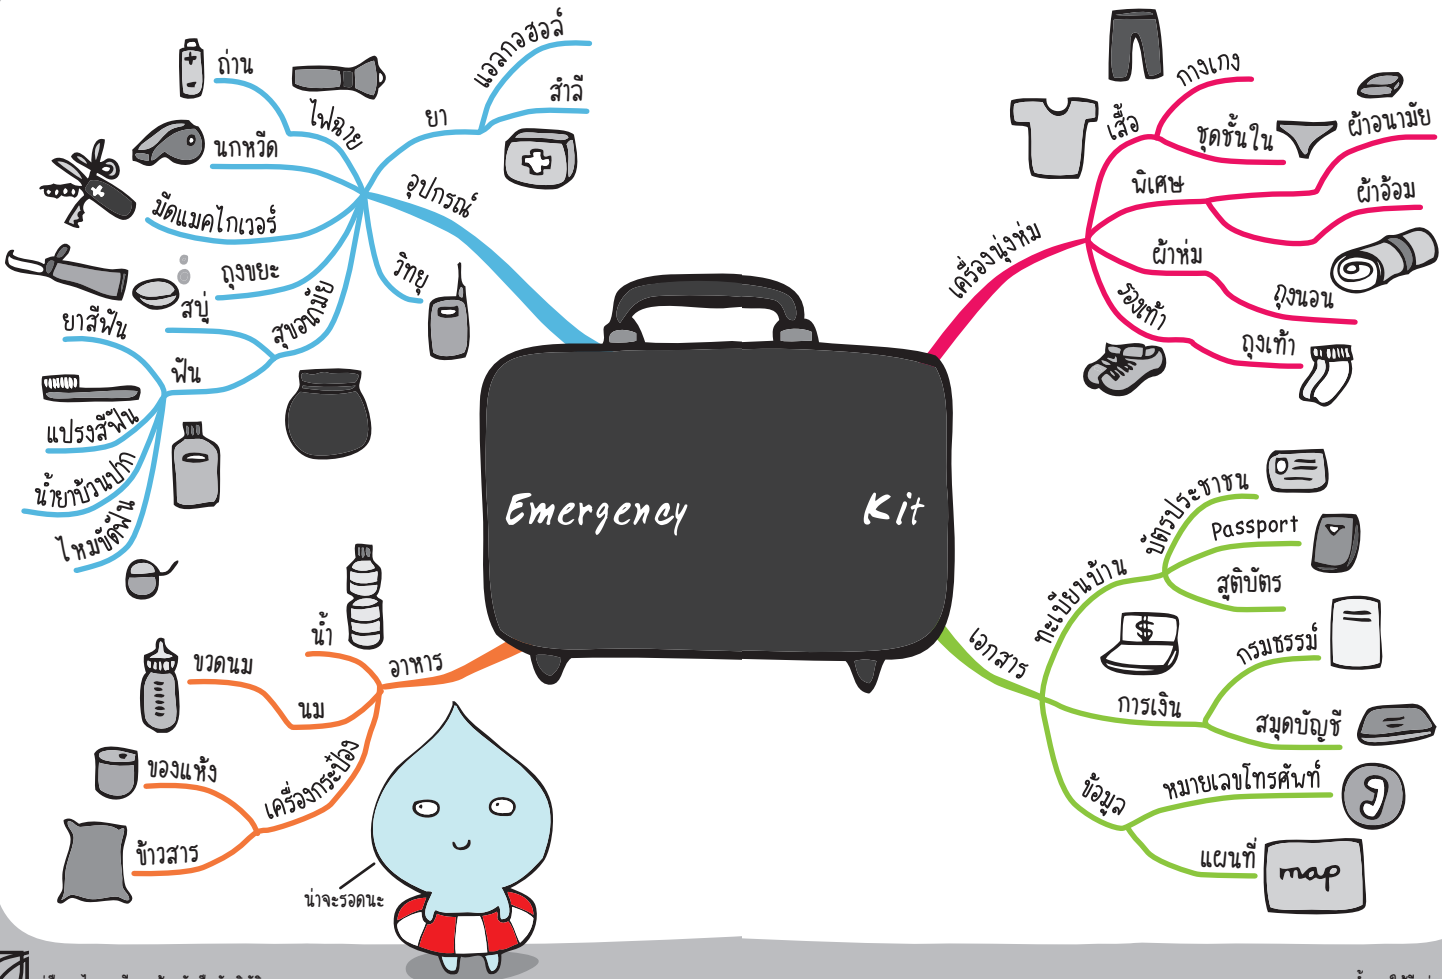 Emergency Kit
อุปกรณ์
ไฟฉาย
ถ่าน
ยา
แอลกอฮอล์
สำลี
นกหวีด
มีดแมคไกเวอร์
ถุงขยะ
วิทยุ
สุขอนามัย
สบู่
ฟัน
ยาสีฟัน
แปรงสีฟัน
น้ำยาบ้วนปาก
ไหมขัดฟัน
เครื่องนุ่งห่ม
เสื้อ
กางเกง
ชุดชั้นใน
พิเศษ
ผ้าอนามัย
ผ้าอ้อม
ผ้าห่ม
ถุงนอน
รองเท้า
ถุงเท้า
อาหาร
น้ำ
นม
ขวดนม
เครื่องกระป๋อง
ของแห้ง
ข้าวสาร
เอกสาร
ทะเบียนบ้าน
บัตรประชาชน
Passport
สูติบัตร
$
การเงิน
กรมธรรม์
สมุดบัญชี
ข้อมูล
หมายเลขโทรศัพท์
แผนที่
map
น่าจะรอดนะ